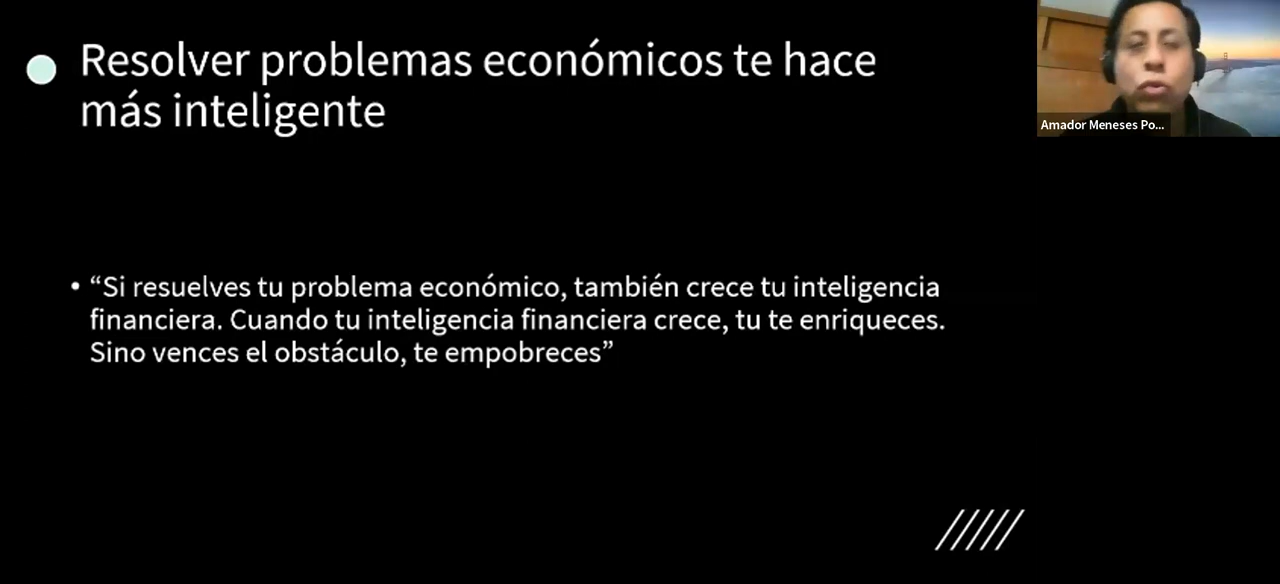 Resolver problemas económicos te hace
más inteligente
Amador Meneses Po...
• “Si resuelves tu problema económico, también crece tu inteligencia
financiera. Cuando tu inteligencia financiera crece, tu te enriqueces.
Sino vences el obstáculo, te empobreces”